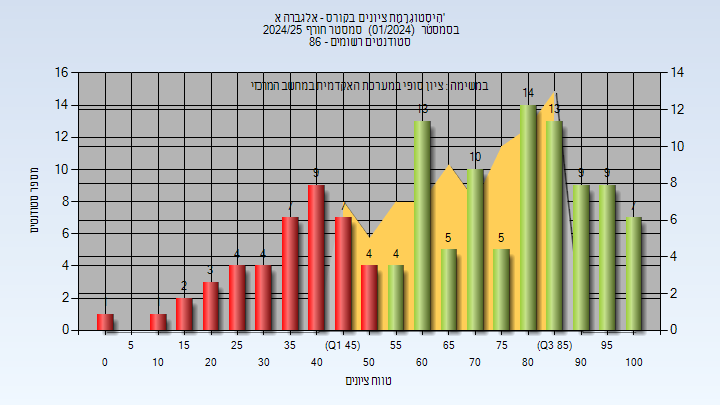 היסטוגרמת ציונים בקורס - אלגברה א'
בסמסטר (01/2024) סמסטר חורף 2024/25
סטודנטים רשומים - 86
במשימה : ציון סופי במערכת האקדמית במחשב המרכזי
מספר סטודנטים
16 14 12 10 8 6 4 2 0
14 12 10 8 6 4 2 0
2 3 4 4 7 9 7 4 4 13 5 10 5 14 13 9 9 7
5 15 25 35 (Q1 45) 55 65 75 (Q3 85) 95
0 10 20 30 40 50 60 70 80 90 100
טווח ציונים